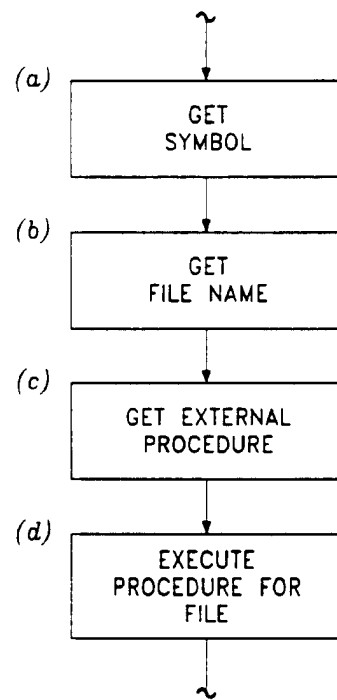 (a)
GET
SYMBOL
(b)
GET
FILE NAME
(c)
GET EXTERNAL
PROCEDURE
(d)
EXECUTE
PROCEDURE FOR
FILE